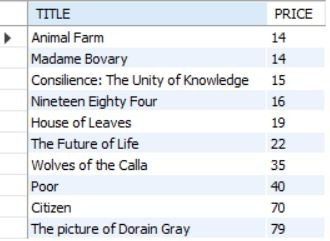 TITLE PRICE
Animal Farm 14
Madame Bovary 14
Consilience: The Unity of Knowledge 15
Nineteen Eighty Four 16
House of Leaves 19
The Future of Life 22
Wolves of the Calla 35
Poor 40
Citizen 70
The picture of Dorain Gray 79